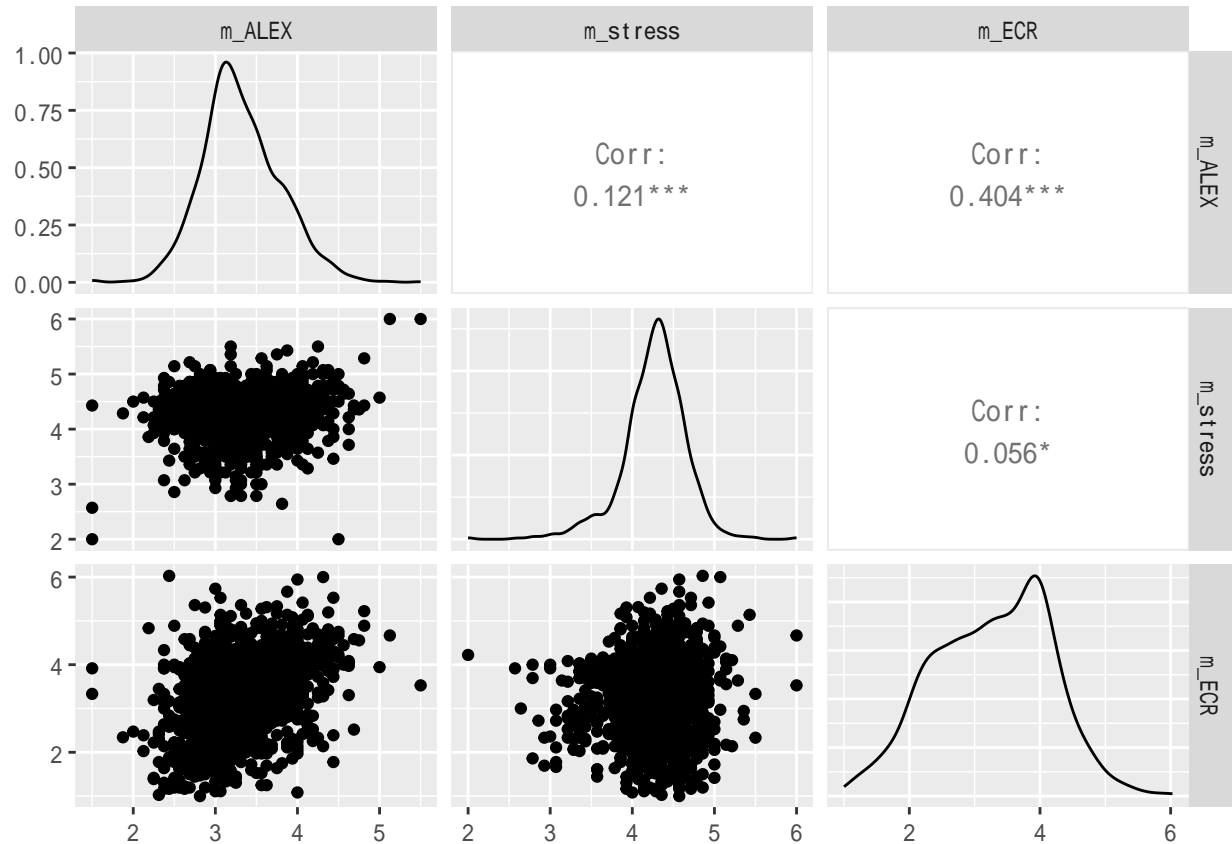 m_ALEX
m_stress
m_ECR
1.00
0.75
0.50
0.25
0.00
Corr:
0.121***
Corr:
0.404***
m_ALEX
6
5
4
3
2
Corr:
0.056*
m_stress
6
4
2
m_ECR
2 3 4 5
2 3 4 5 6
2 4 6